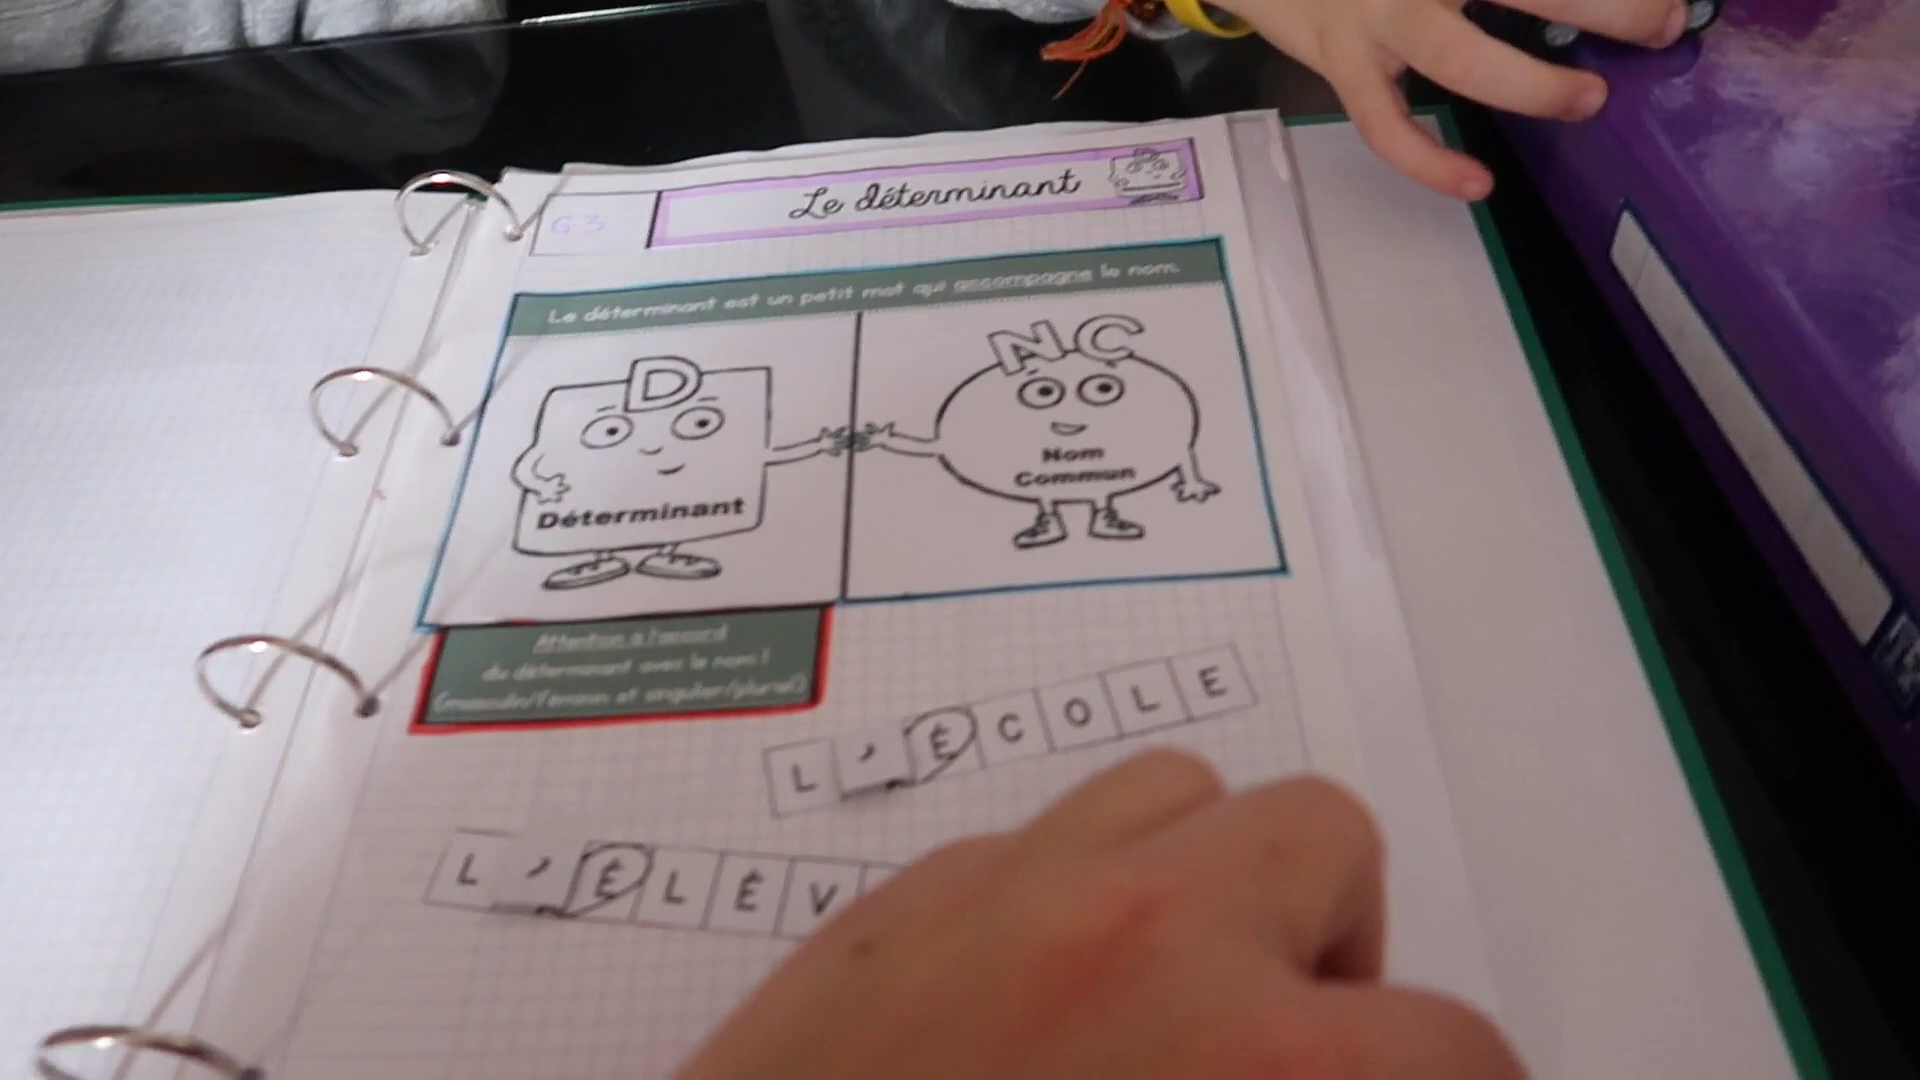 G 3
Le déterminant
Le déterminant est un petit mot qui accompagne le nom.
D
Déterminant
NC
Nom
Commun
Attention à l'accord
du déterminant avec le nom !
(masculin/féminin et singulier/pluriel)
L'ÉCOLE
L'ÉLÈV